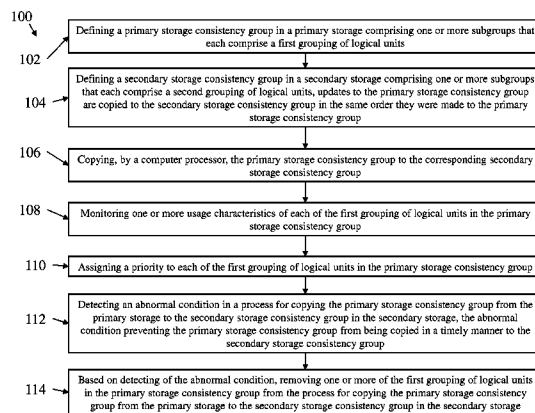 100
Defining a primary storage consistency group in a primary storage comprising one or more subgroups that
each comprise a first grouping of logical units
102
Defining a secondary storage consistency group in a secondary storage comprising one or more subgroups
that each comprise a second grouping of logical units, updates to the primary storage consistency group
are copied to the secondary storage consistency group in the same order they were made to the primary
storage consistency group
104
Copying, by a computer processor, the primary storage consistency group to the corresponding secondary
storage consistency group
106
Monitoring one or more usage characteristics of each of the first grouping of logical units in the primary
storage consistency group
108
Assigning a priority to each of the first grouping of logical units in the primary storage consistency group
110
Detecting an abnormal condition in a process for copying the primary storage consistency group from the
primary storage to the secondary storage consistency group in the secondary storage, the abnormal
condition preventing the primary storage consistency group from being copied in a timely manner to the
secondary storage consistency group
112
Based on detecting of the abnormal condition, removing one or more of the first grouping of logical units
in the primary storage consistency group from the process for copying the primary storage consistency
group from the primary storage to the secondary storage consistency group in the secondary storage
114